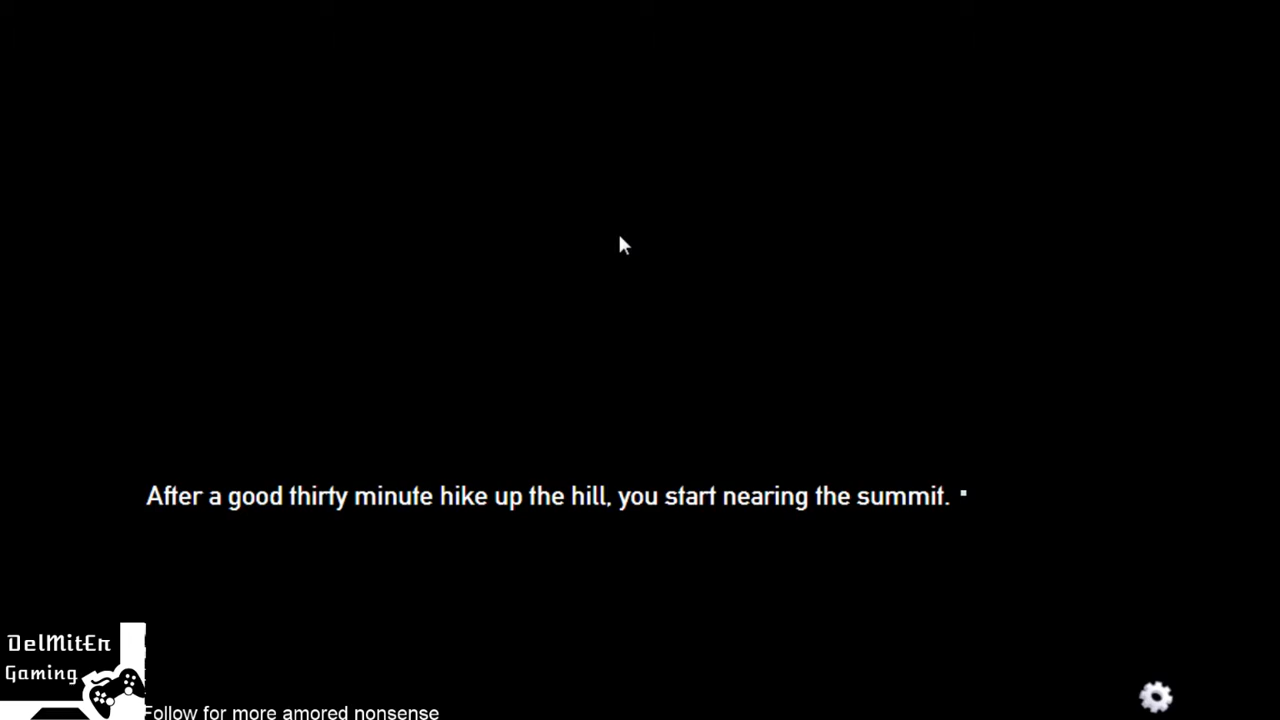 After a good thirty minute hike up the hill, you start nearing the summit.
DelMitEr
Gaming
Follow for more amored nonsense